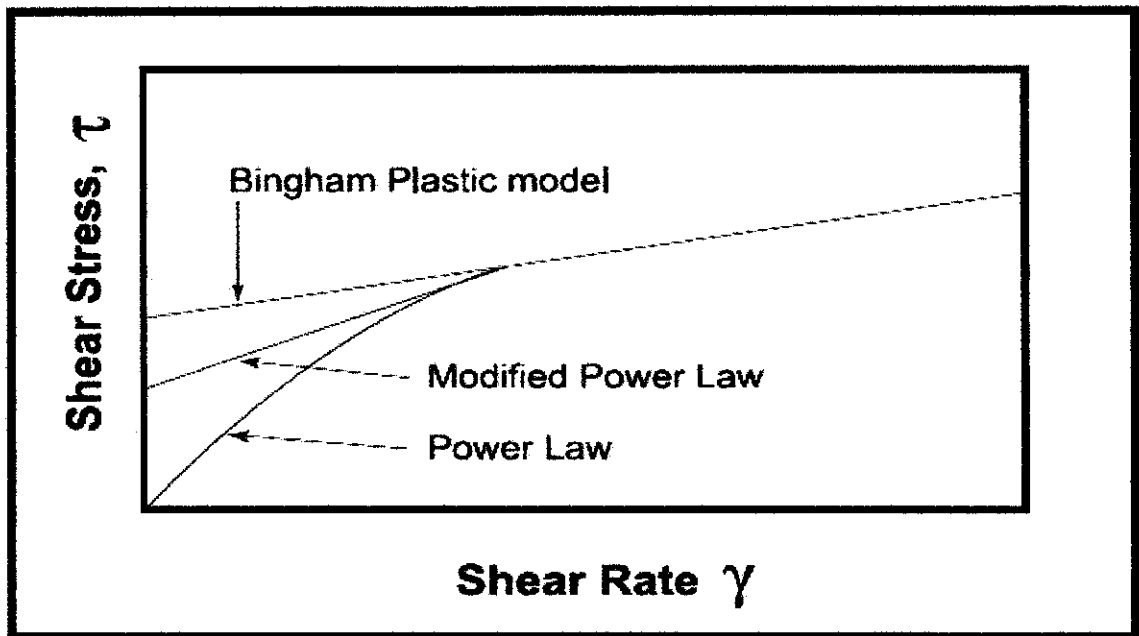 Shear Stress, τ
Bingham Plastic model
Modified Power Law
Power Law
Shear Rate γ